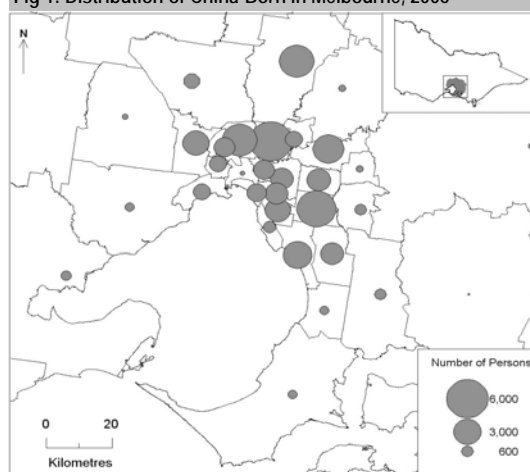 Fig 1. Distribution of China-Born in Melbourne, 2006
N
Number of Persons
6,000
3,000
600
0 20
Kilometres